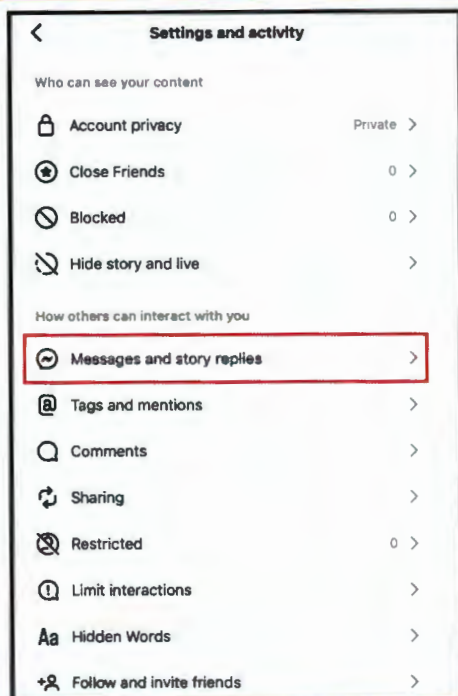 Settings and activity
Who can see your content
Account privacy Private
Close Friends 0
Blocked 0
Hide story and live
How others can interact with you
Messages and story replies
Tags and mentions
Comments
Sharing
Restricted 0
Limit interactions
Aa Hidden Words
Follow and invite friends